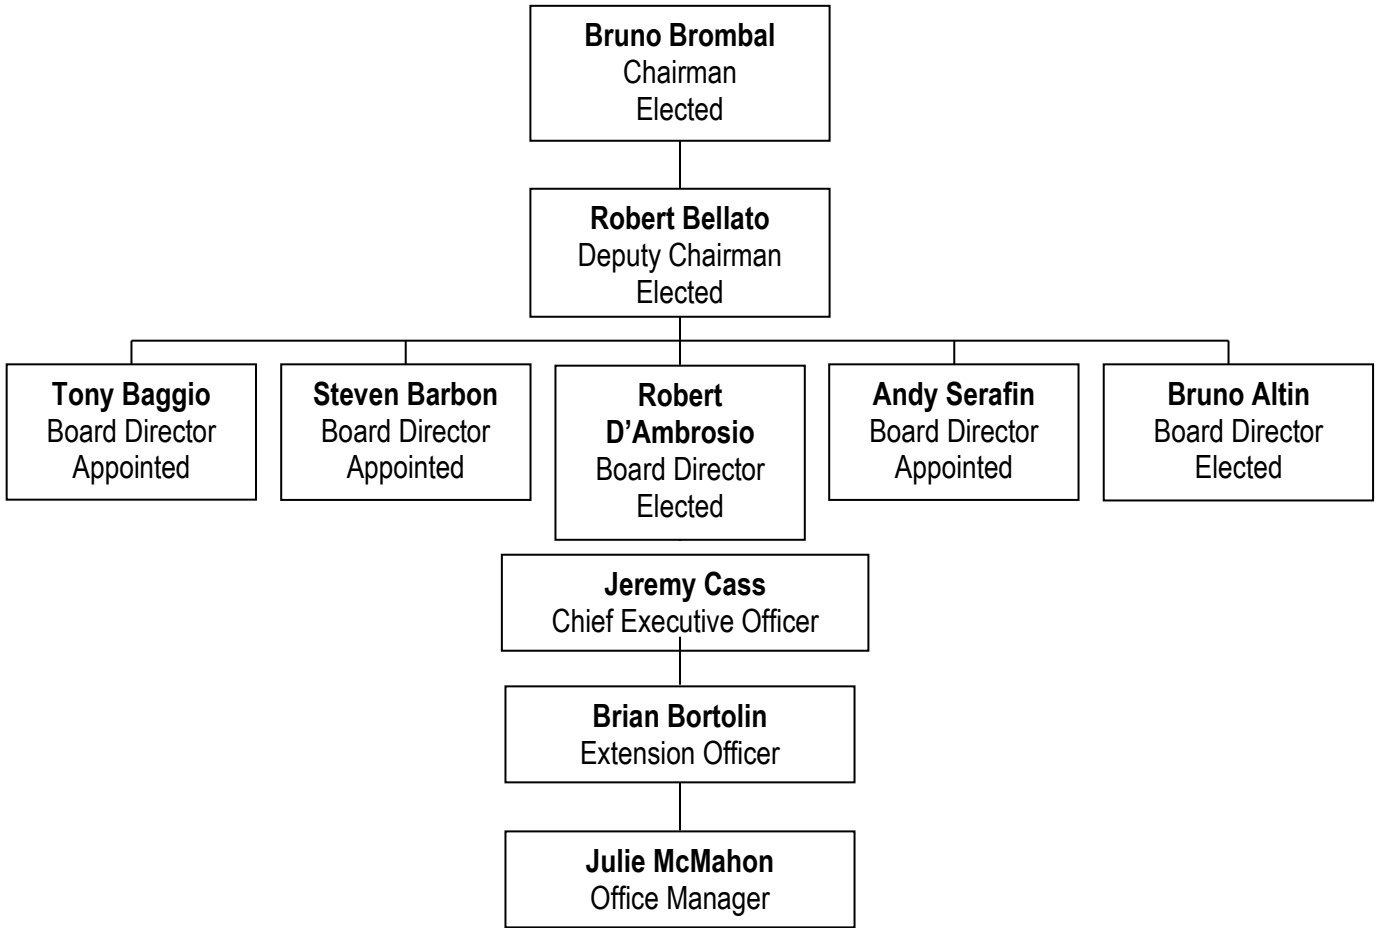 Bruno Brombal
Chairman
Elected
Robert Bellato
Deputy Chairman
Elected
Tony Baggio
Board Director
Appointed
Steven Barbon
Board Director
Appointed
Robert
D’Ambrosio
Board Director
Elected
Andy Serafin
Board Director
Appointed
Bruno Altin
Board Director
Elected
Jeremy Cass
Chief Executive Officer
Brian Bortolin
Extension Officer
Julie McMahon
Office Manager